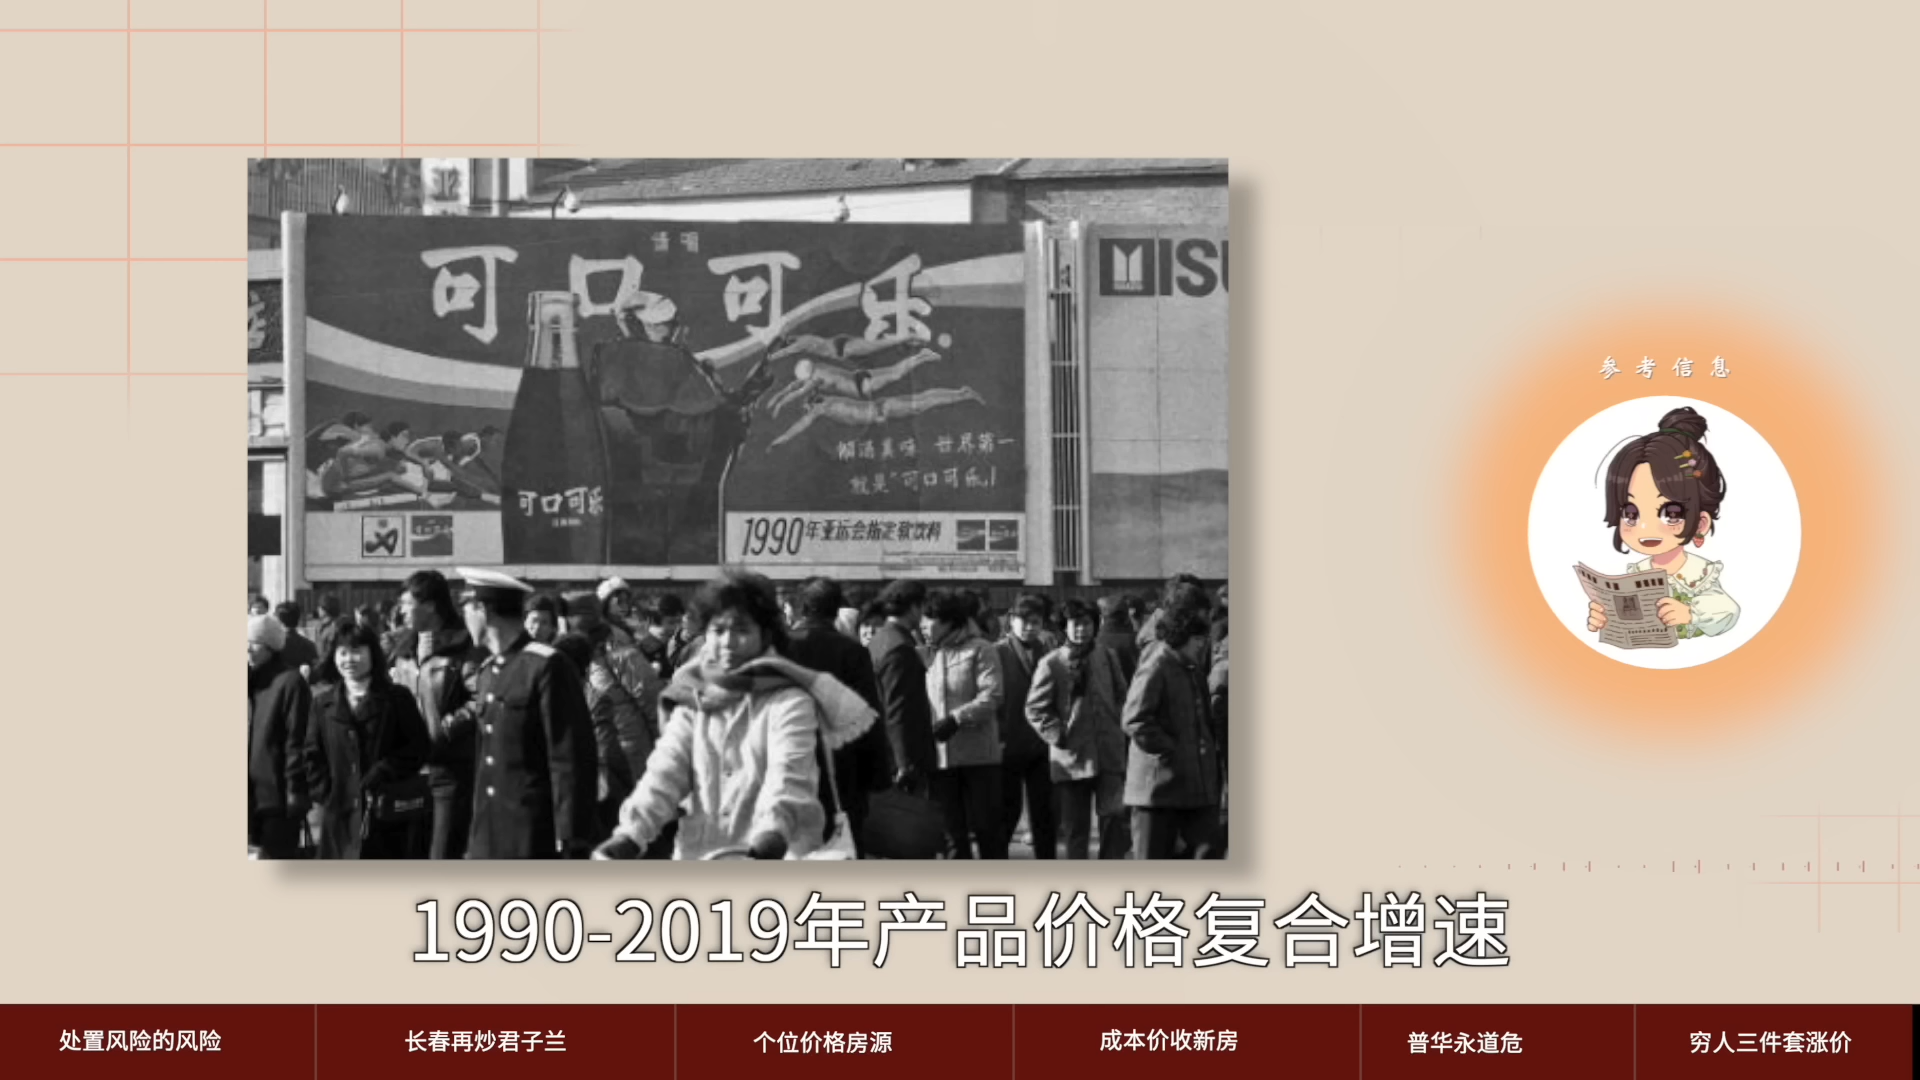 请喝
可口可乐
ISU
倾洒美味 世界第一
就是“可口可乐!
可口可乐
1990年亚运会指定软饮料
参考信息
1990-2019年产品价格复合增速
处置风险的风险
长春再炒君子兰
个位价格房源
成本价收新房
普华永道危
穷人三件套涨价